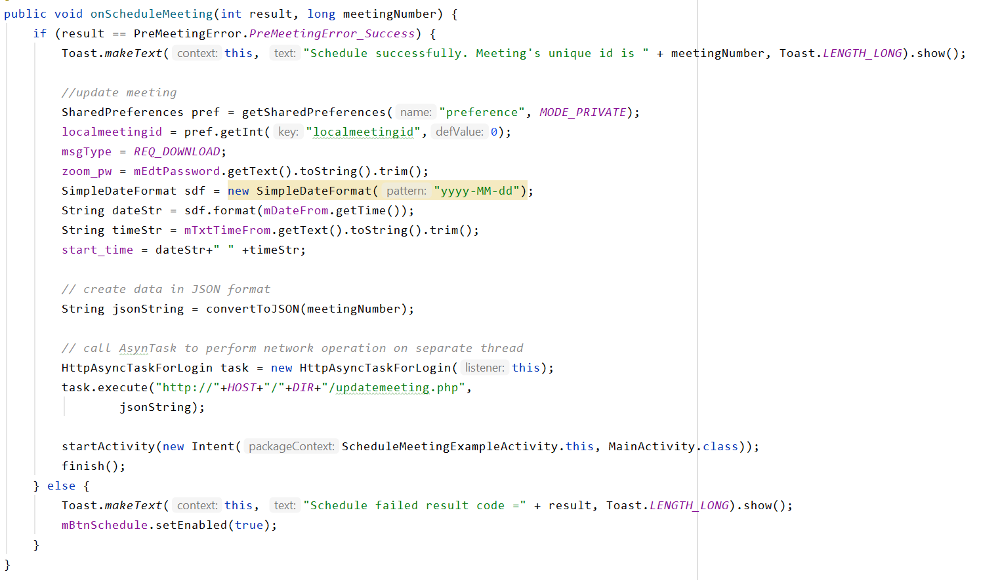 public void onScheduleMeeting(int result, long meetingNumber) {
if (result == PreMeetingError.PreMeetingError_Success) {
Toast.makeText( context: this, text: "Schedule successfully. Meeting's unique id is " + meetingNumber, Toast.LENGTH_LONG).show();
//update meeting
SharedPreferences pref = getSharedPreferences( name: "preference", MODE_PRIVATE);
localmeetingid = pref.getInt( key: "localmeetingid", defValue: 0);
msgType = REQ_DOWNLOAD;
zoom_pw = mEdtPassword.getText().toString().trim();
SimpleDateFormat sdf = new SimpleDateFormat( pattern: "yyyy-MM-dd");
String dateStr = sdf.format(mDateFrom.getTime());
String timeStr = mTxtTimeFrom.getText().toString().trim();
start_time = dateStr+" " +timeStr;
// create data in JSON format
String jsonString = convertToJSON(meetingNumber);
// call AsynTask to perform network operation on separate thread
HttpAsyncTaskForLogin task = new HttpAsyncTaskForLogin( listener: this);
task.execute("http://"+HOST+"/"+DIR+"/updatemeeting.php",
jsonString);
startActivity(new Intent( packageContext: ScheduleMeetingExampleActivity.this, MainActivity.class));
finish();
} else {
Toast.makeText( context: this, text: "Schedule failed result code =" + result, Toast.LENGTH_LONG).show();
mBtnSchedule.setEnabled(true);
}
}